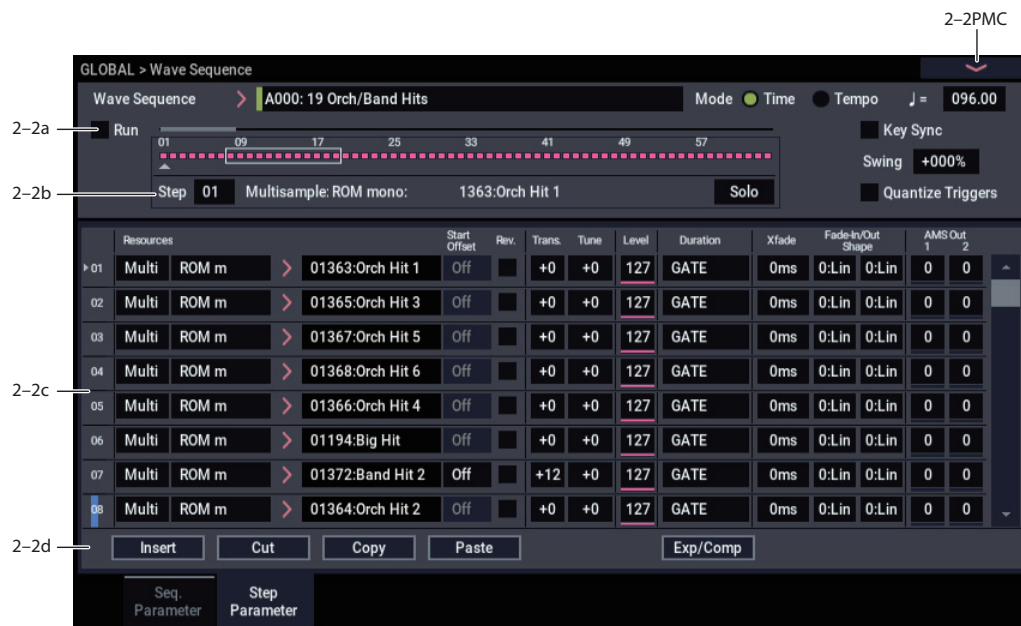 2–2PMC
GLOBAL > Wave Sequence
Wave Sequence A000: 19 Orch/Band Hits Mode Time Tempo ♩= 096.00
2–2a Run Key Sync
01 09 17 25 33 41 49 57
Swing +000%
2–2b Step 01 Multisample: ROM mono: 1363:Orch Hit 1 Solo Quantize Triggers
Resources Start Offset Rev. Trans. Tune Level Duration Xfade Fade-In/Out Shape AMS Out 1 2
01 Multi ROM m 01363:Orch Hit 1 Off +0 +0 127 GATE 0ms 0:Lin 0:Lin 0 0
02 Multi ROM m 01365:Orch Hit 3 Off +0 +0 127 GATE 0ms 0:Lin 0:Lin 0 0
03 Multi ROM m 01367:Orch Hit 5 Off +0 +0 127 GATE 0ms 0:Lin 0:Lin 0 0
04 Multi ROM m 01368:Orch Hit 6 Off +0 +0 127 GATE 0ms 0:Lin 0:Lin 0 0
2–2c
05 Multi ROM m 01366:Orch Hit 4 Off +0 +0 127 GATE 0ms 0:Lin 0:Lin 0 0
06 Multi ROM m 01194:Big Hit Off +0 +0 127 GATE 0ms 0:Lin 0:Lin 0 0
07 Multi ROM m 01372:Band Hit 2 Off +12 +0 127 GATE 0ms 0:Lin 0:Lin 0 0
08 Multi ROM m 01364:Orch Hit 2 Off +0 +0 127 GATE 0ms 0:Lin 0:Lin 0 0
2–2d Insert Cut Copy Paste Exp/Comp
Seq. Parameter Step Parameter